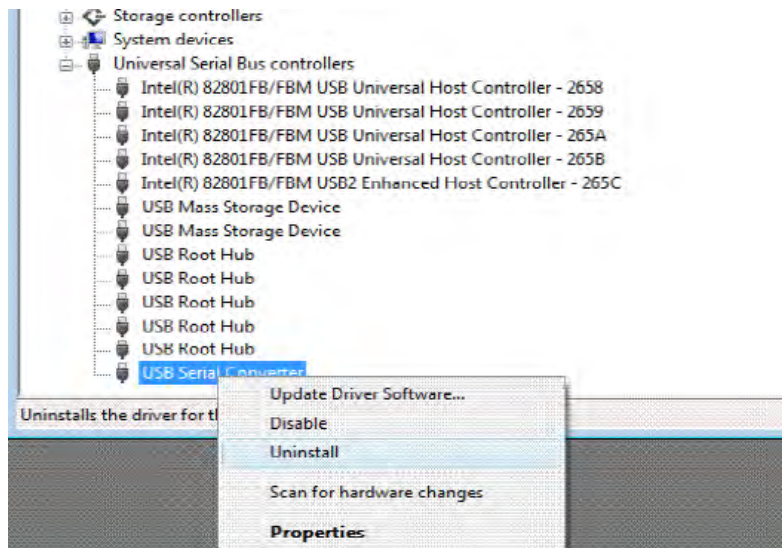 Storage controllers
System devices
Universal Serial Bus controllers
Intel(R) 82801FB/FBM USB Universal Host Controller - 2658
Intel(R) 82801FB/FBM USB Universal Host Controller - 2659
Intel(R) 82801FB/FBM USB Universal Host Controller - 265A
Intel(R) 82801FB/FBM USB Universal Host Controller - 265B
Intel(R) 82801FB/FBM USB2 Enhanced Host Controller - 265C
USB Mass Storage Device
USB Mass Storage Device
USB Root Hub
USB Root Hub
USB Root Hub
USB Root Hub
USB Root Hub
USB Serial Converter
Update Driver Software...
Uninstalls the driver for th
Disable
Uninstall
Scan for hardware changes
Properties